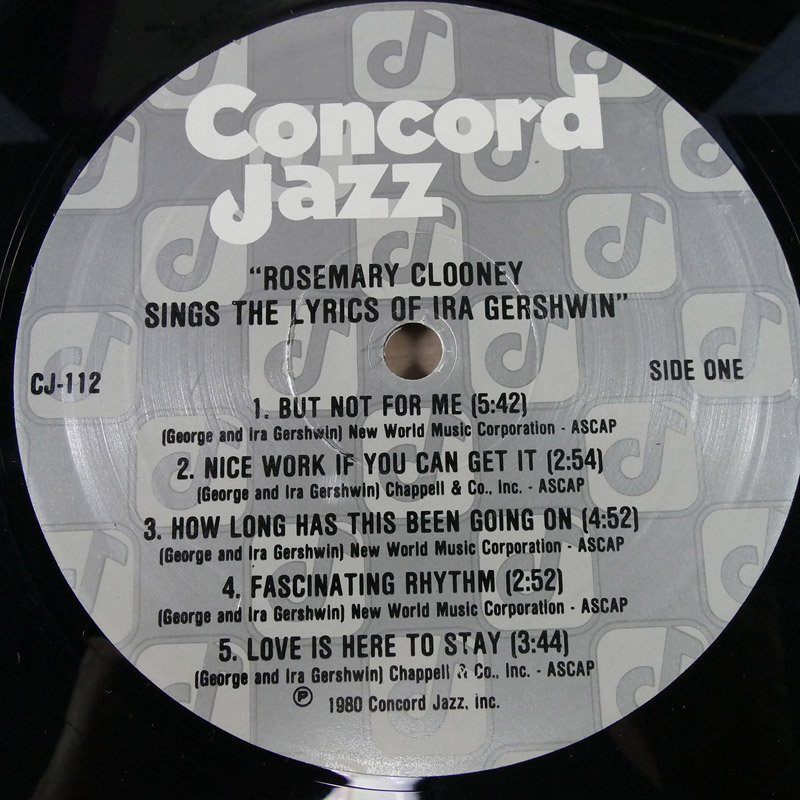 Concord
Jazz
"ROSEMARY CLOONEY
SINGS THE LYRICS OF IRA GERSHWIN"
CJ-112
SIDE ONE
1. BUT NOT FOR ME (5:42)
(George and Ira Gershwin) New World Music Corporation - ASCAP
2. NICE WORK IF YOU CAN GET IT (2:54)
(George and Ira Gershwin) Chappell & Co., Inc. - ASCAP
3. HOW LONG HAS THIS BEEN GOING ON (4:52)
(George and Ira Gershwin) New World Music Corporation - ASCAP
4. FASCINATING RHYTHM (2:52)
(George and Ira Gershwin) New World Music Corporation - ASCAP
5. LOVE IS HERE TO STAY (3:44)
(George and Ira Gershwin) Chappell & Co., Inc. - ASCAP
℗ 1980 Concord Jazz, inc.